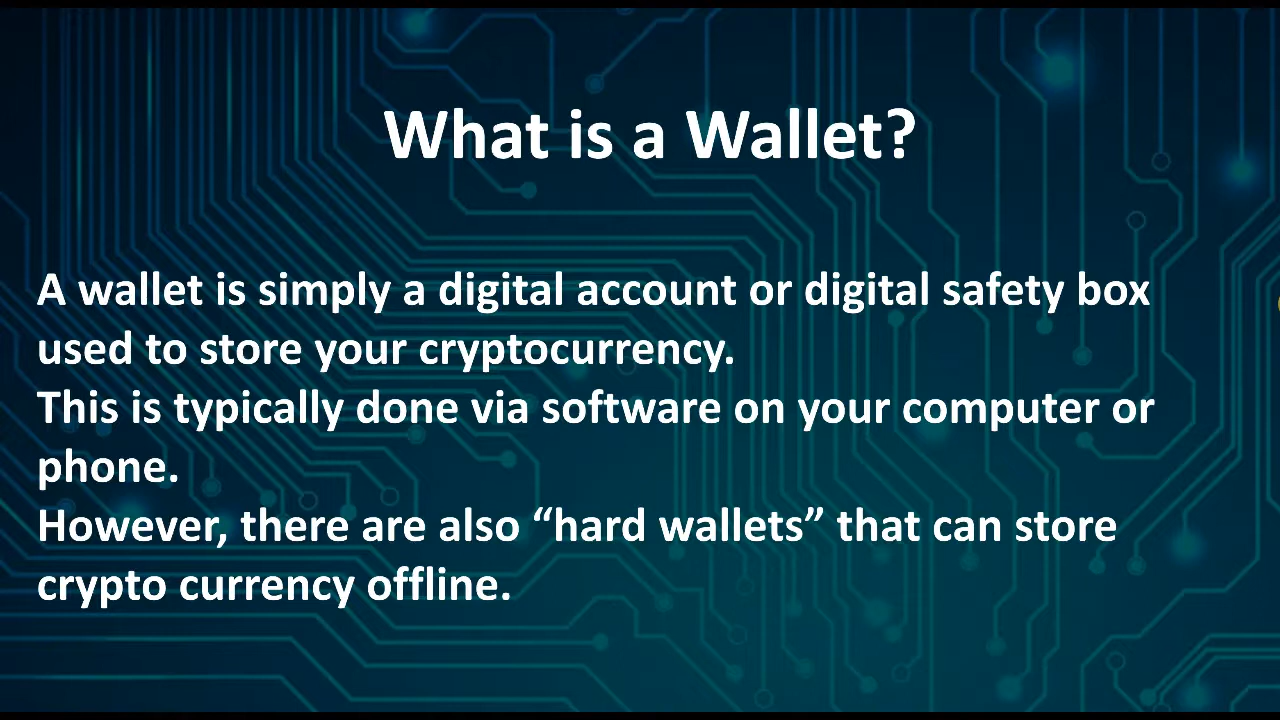 What is a Wallet?
A wallet is simply a digital account or digital safety box
used to store your cryptocurrency.
This is typically done via software on your computer or
phone.
However, there are also “hard wallets” that can store
crypto currency offline.